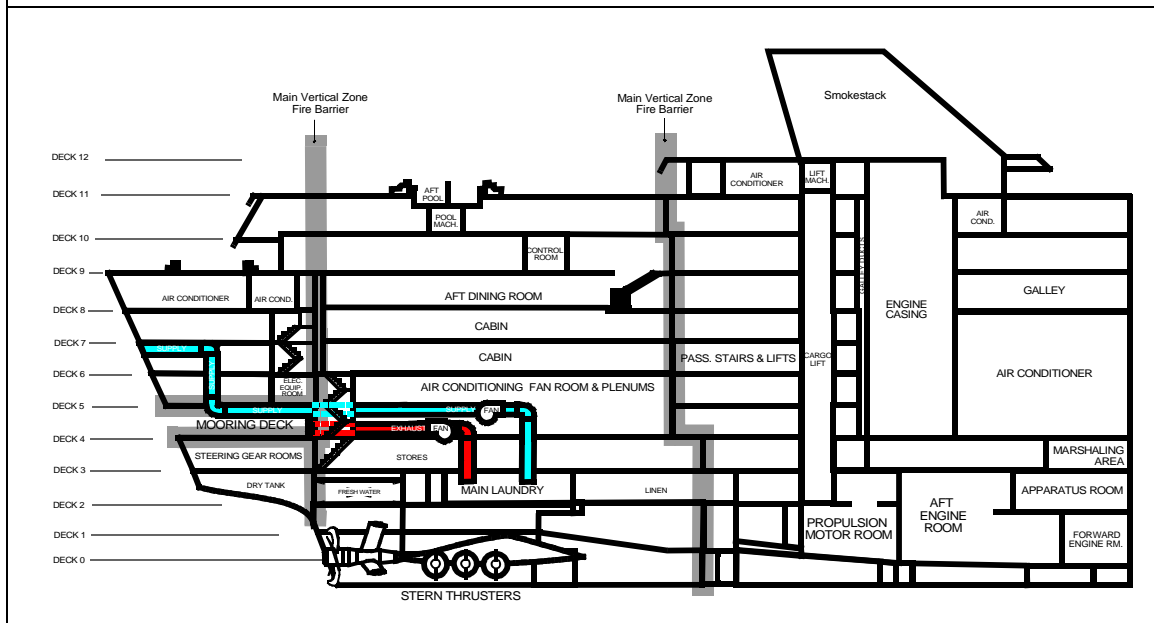 Smokestack
Main Vertical Zone
Fire Barrier
Main Vertical Zone
Fire Barrier
DECK 12
DECK 11
DECK 10
DECK 9
DECK 8
DECK 7
DECK 6
DECK 5
DECK 4
DECK 3
DECK 2
DECK 1
DECK 0
AIR
CONDITIONER
LIFT
MACH.
AFT
POOL
POOL
MACH.
AIR
COND.
CONTROL
ROOM
AIR CONDITIONER
AIR COND.
AFT DINING ROOM
GALLEY DUCTS
ENGINE
CASING
GALLEY
CABIN
SUPPLY
CABIN
PASS. STAIRS & LIFTS
CARGO
LIFT
SUPPLY
ELEC.
EQUIP.
ROOM
AIR CONDITIONING FAN ROOM & PLENUMS
AIR CONDITIONER
SUPPLY
SUPPLY
FAN
MOORING DECK
EXHAUST
FAN
STEERING GEAR ROOMS
STORES
MARSHALING
AREA
DRY TANK
FRESH WATER
MAIN LAUNDRY
LINEN
APPARATUS ROOM
AFT
ENGINE
ROOM
PROPULSION
MOTOR ROOM
FORWARD
ENGINE RM.
STERN THRUSTERS